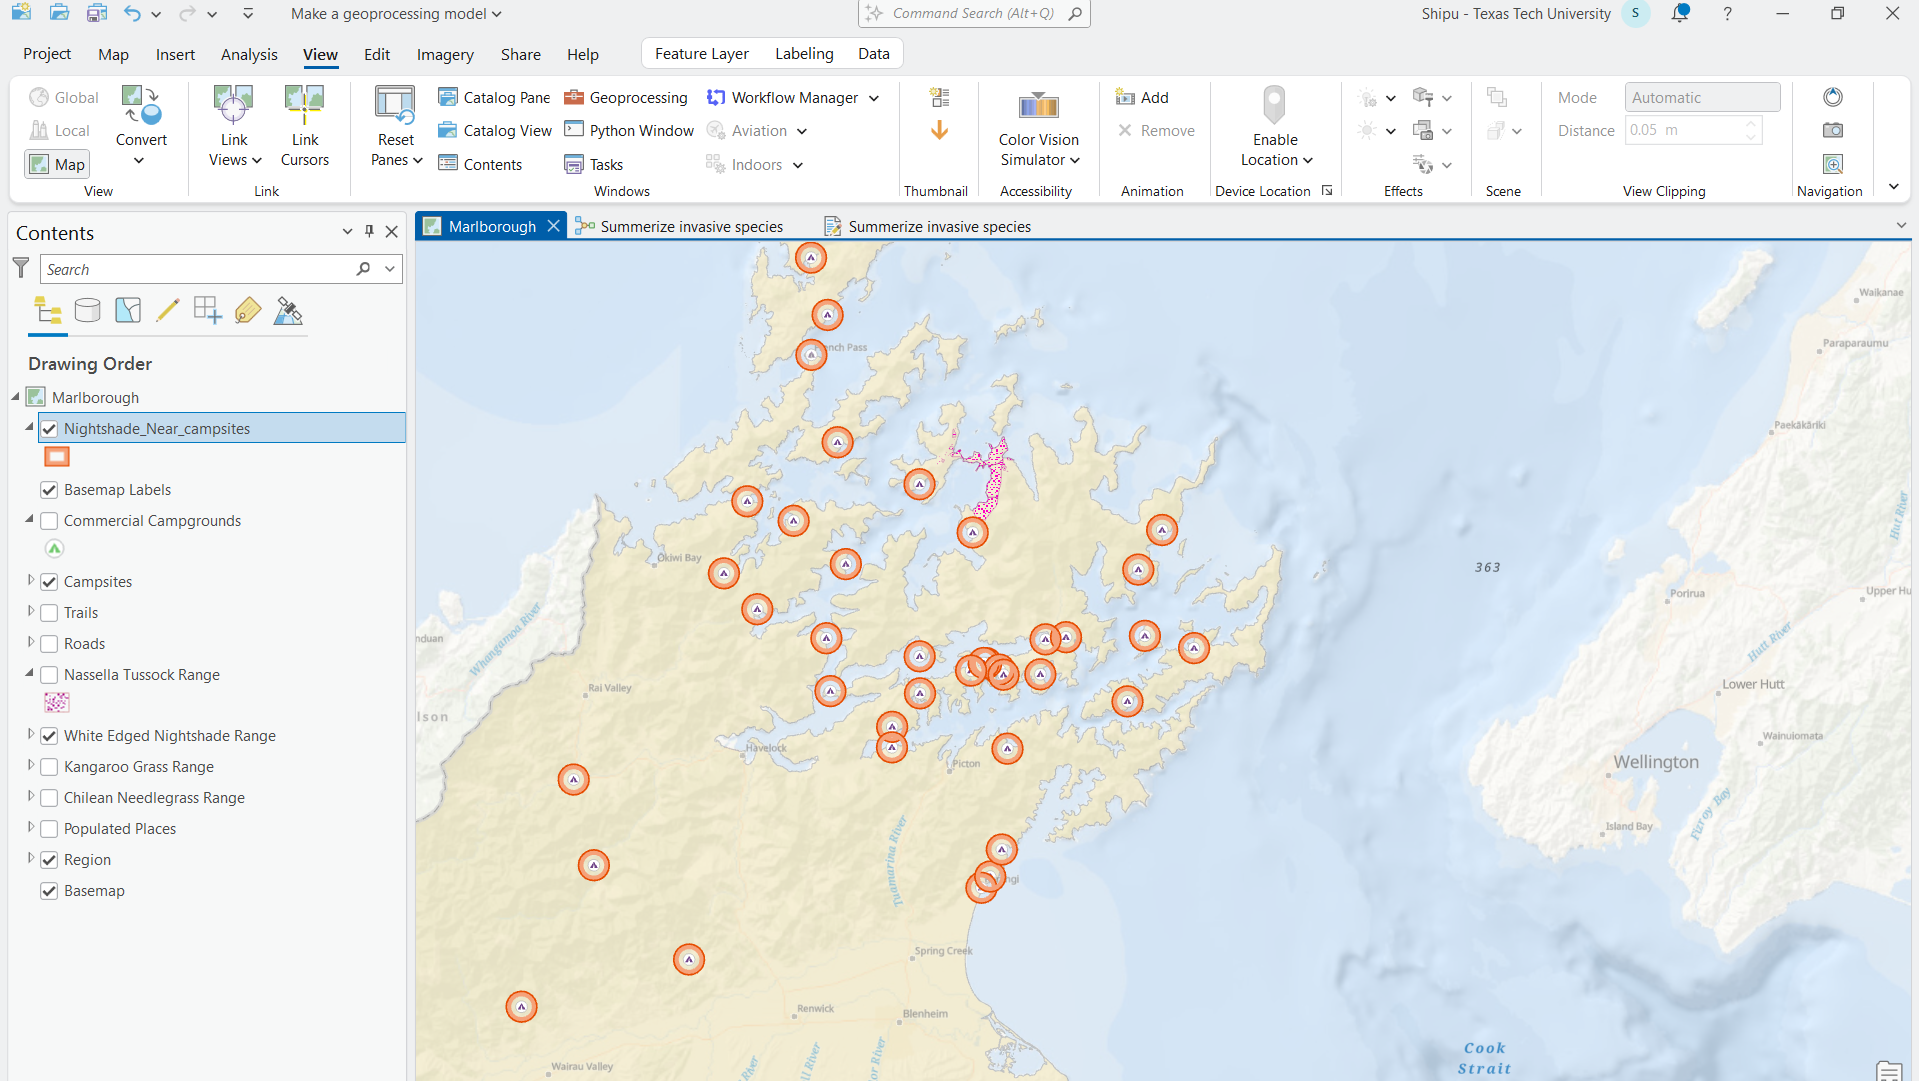 Make a geoprocessing model
Command Search (Alt+Q)
Shipu - Texas Tech University
S
?
Project
Map
Insert
Analysis
View
Edit
Imagery
Share
Help
Feature Layer
Labeling
Data
Global
Local
Map
Convert
View
Link
Views
Link
Cursors
Link
Reset
Panes
Catalog Pane
Catalog View
Contents
Geoprocessing
Python Window
Tasks
Workflow Manager
Aviation
Indoors
Windows
Thumbnail
Color Vision
Simulator
Accessibility
Add
Remove
Animation
Enable
Location
Device Location
Effects
Scene
Mode
Automatic
Distance
0.05 m
View Clipping
Navigation
Contents
Search
Drawing Order
Marlborough
Nightshade_Near_campsites
Basemap Labels
Commercial Campgrounds
Campsites
Trails
Roads
Nassella Tussock Range
White Edged Nightshade Range
Kangaroo Grass Range
Chilean Needlegrass Range
Populated Places
Region
Basemap
Marlborough
Summerize invasive species
Summerize invasive species
Waikanae
French Pass
Paraparaumu
Paekākāriki
Hutt River
Okiwi Bay
363
Porirua
Upper Hu
nduan
Whangamoa River
Hutt River
Rai Valley
Lower Hutt
lson
Havelock
Wainuiomata
Picton
Wellington
Island Bay
Fitzroy Bay
Tuamarina River
ngi
Spring Creek
Renwick
Blenheim
Cook
Strait
Wairau Valley